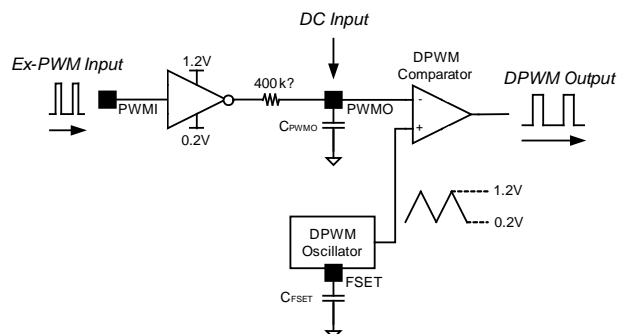 DC Input
Ex-PWM Input
1.2V
400k?
DPWM
Comparator
DPWM Output
PWMI
PWMO
-
+
0.2V
CPWMO
1.2V
0.2V
DPWM
Oscillator
FSET
CFSET